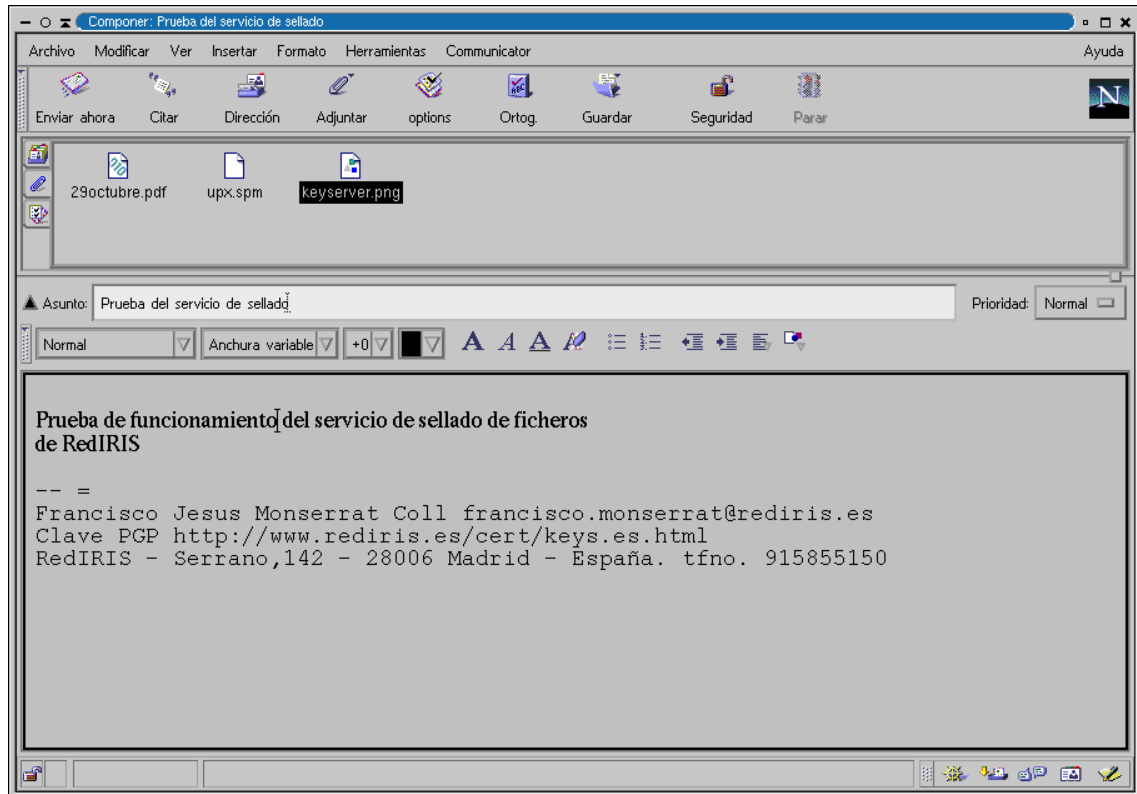 Componer: Prueba del servicio de sellado
Archivo Modificar Ver Insertar Formato Herramientas Communicator Ayuda
Enviar ahora Citar Dirección Adjuntar options Ortog. Guardar Seguridad Parar
N
29octubre.pdf upx.spm keyserver.png
Asunto: Prueba del servicio de sellado Prioridad: Normal
Normal Anchura variable +0 A A A
Prueba de funcionamiento del servicio de sellado de ficheros
de RedIRIS
-- =
Francisco Jesus Monserrat Coll francisco.monserrat@rediris.es
Clave PGP http://www.rediris.es/cert/keys.es.html
RedIRIS - Serrano,142 - 28006 Madrid - España. tfno. 915855150